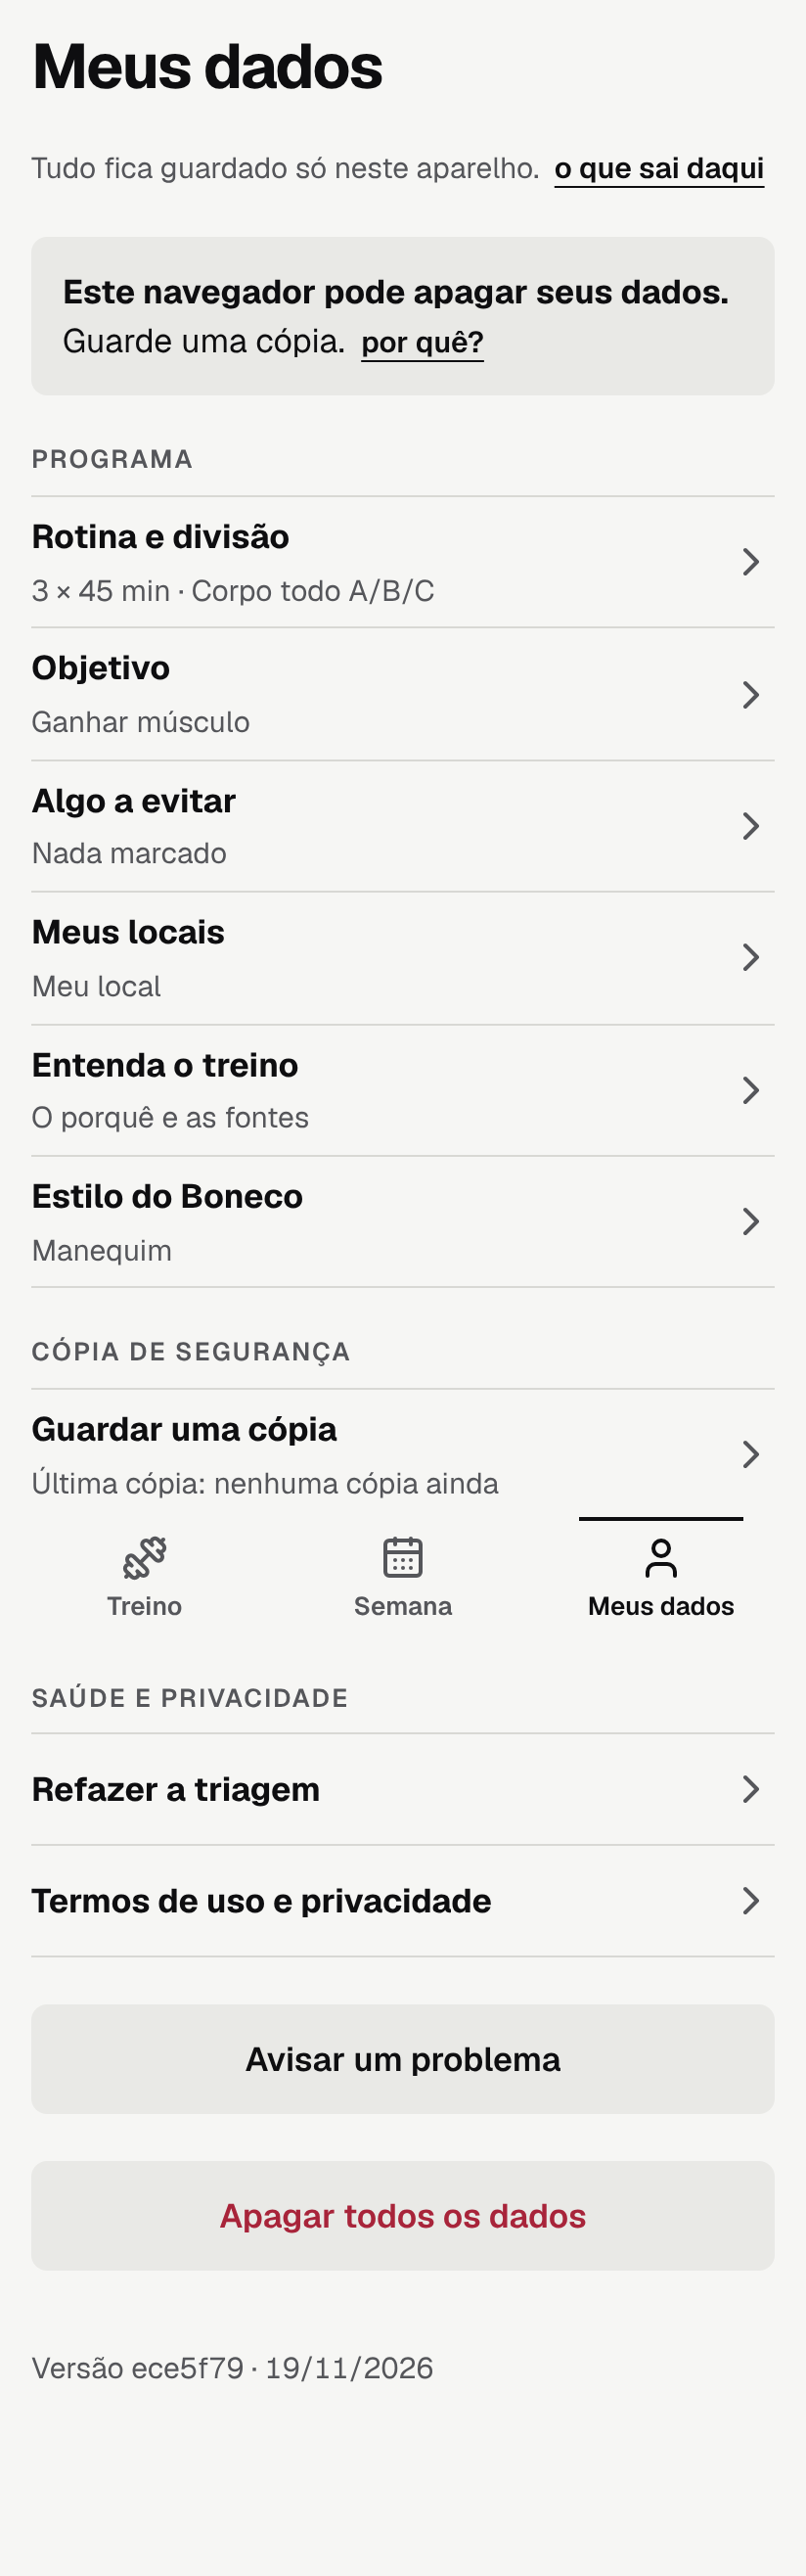 Meus dados
Tudo fica guardado só neste aparelho. o que sai daqui
Este navegador pode apagar seus dados.
Guarde uma cópia. por quê?
PROGRAMA
Rotina e divisão
3 × 45 min · Corpo todo A/B/C
Objetivo
Ganhar músculo
Algo a evitar
Nada marcado
Meus locais
Meu local
Entenda o treino
O porquê e as fontes
Estilo do Boneco
Manequim
CÓPIA DE SEGURANÇA
Guardar uma cópia
Última cópia: nenhuma cópia ainda
Treino Semana Meus dados
SAÚDE E PRIVACIDADE
Refazer a triagem
Termos de uso e privacidade
Avisar um problema
Apagar todos os dados
Versão ece5f79 · 19/11/2026